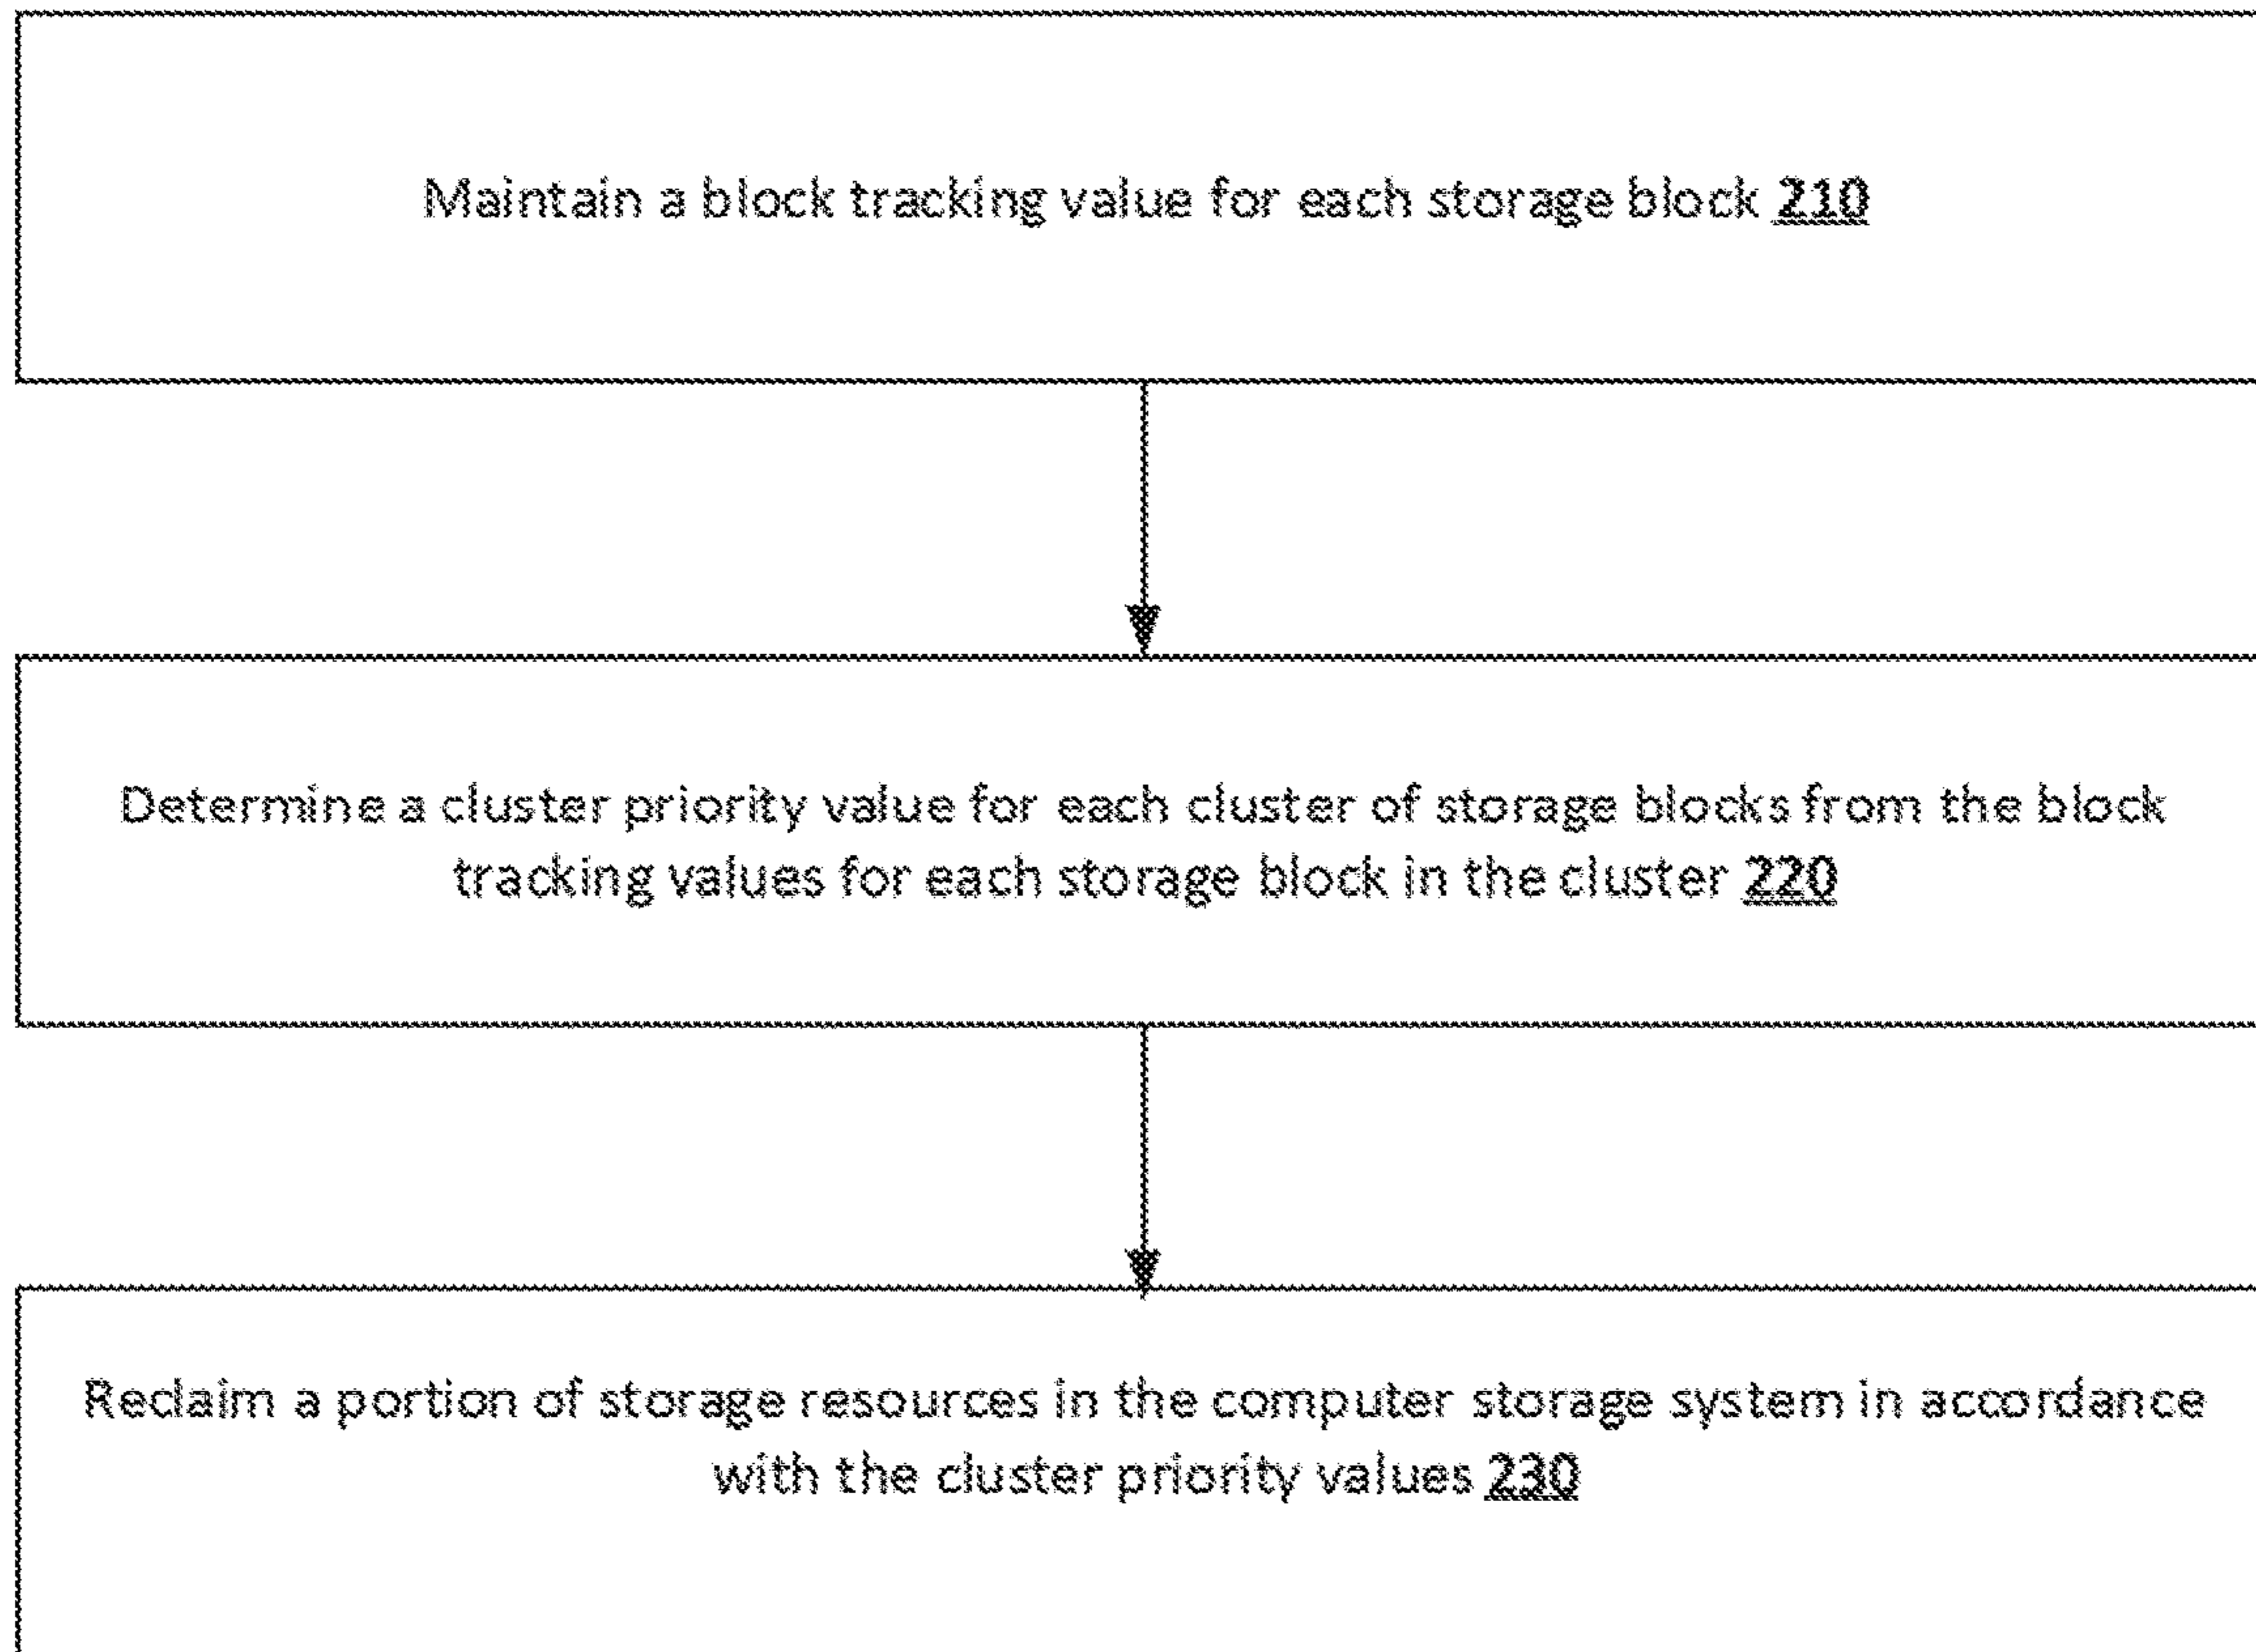 Maintain a block tracking value for each storage block 210
Determine a cluster priority value for each cluster of storage blocks from the block
tracking values for each storage block in the cluster 220
Reclaim a portion of storage resources in the computer storage system in accordance
with the cluster priority values 230